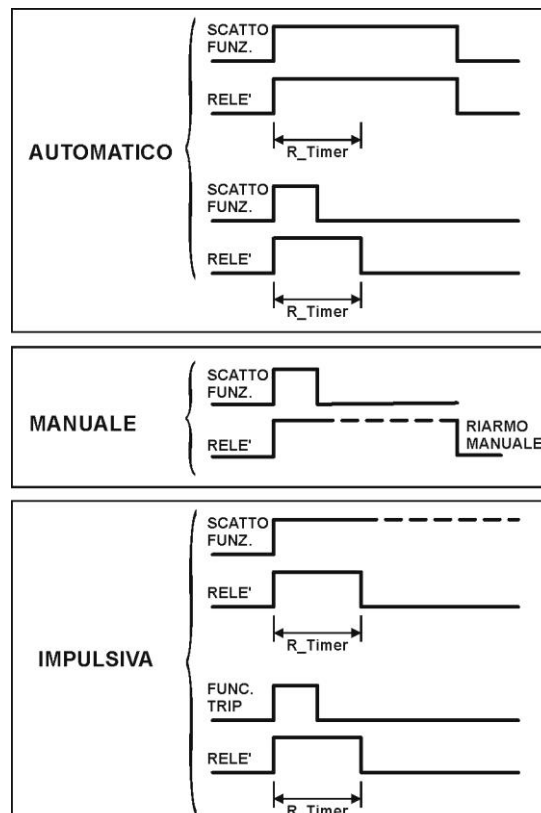 SCATTO
FUNZ.
RELE'
R_Timer
AUTOMATICO
SCATTO
FUNZ.
RELE'
R_Timer
SCATTO
FUNZ.
MANUALE
RELE'
RIARMO
MANUALE
SCATTO
FUNZ.
RELE'
R_Timer
IMPULSIVA
FUNC.
TRIP
RELE'
R_Timer